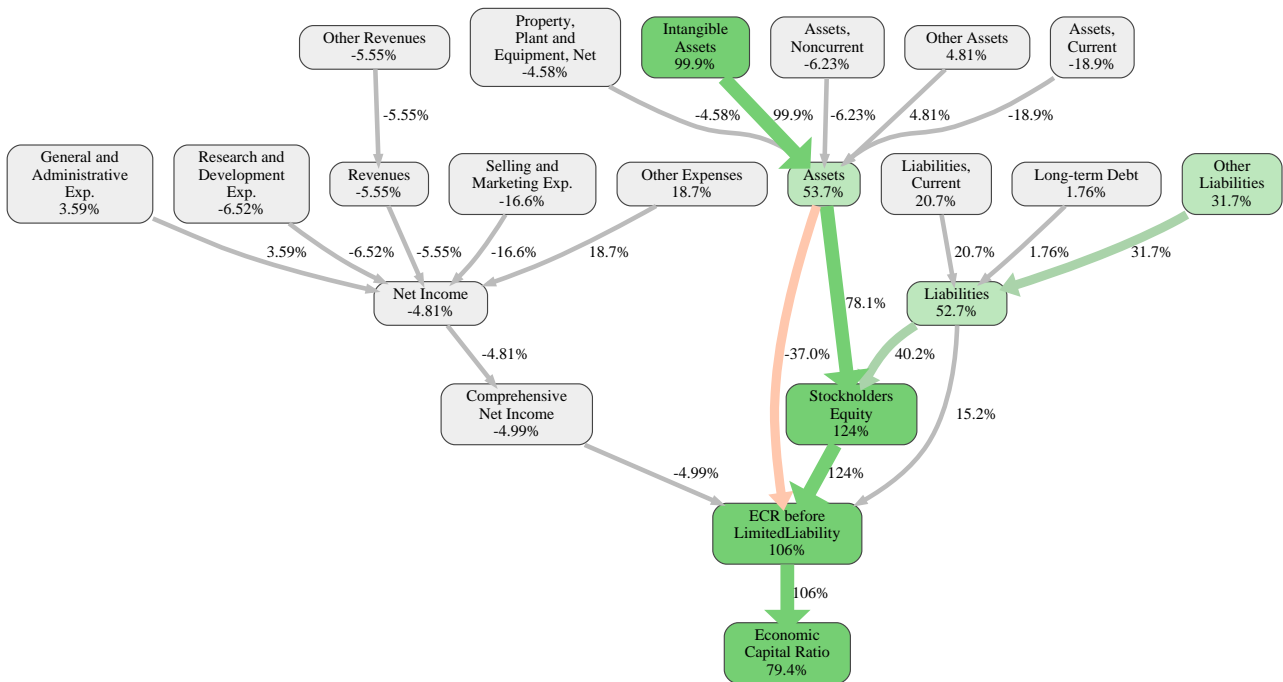 Other Revenues
-5.55%
Property,
Plant and
Equipment, Net
-4.58%
Intangible
Assets
99.9%
Assets,
Noncurrent
-6.23%
Other Assets
4.81%
Assets,
Current
-18.9%
-5.55%
-4.58%
99.9%
-6.23%
4.81%
-18.9%
General and
Administrative
Exp.
3.59%
Research and
Development
Exp.
-6.52%
Revenues
-5.55%
Selling and
Marketing Exp.
-16.6%
Other Expenses
18.7%
Assets
53.7%
Liabilities,
Current
20.7%
Long-term Debt
1.76%
Other
Liabilities
31.7%
3.59%
-6.52%
-5.55%
-16.6%
18.7%
20.7%
1.76%
31.7%
Net Income
-4.81%
Liabilities
52.7%
78.1%
-4.81%
-37.0%
40.2%
Comprehensive
Net Income
-4.99%
Stockholders
Equity
124%
15.2%
-4.99%
124%
ECR before
LimitedLiability
106%
106%
Economic
Capital Ratio
79.4%